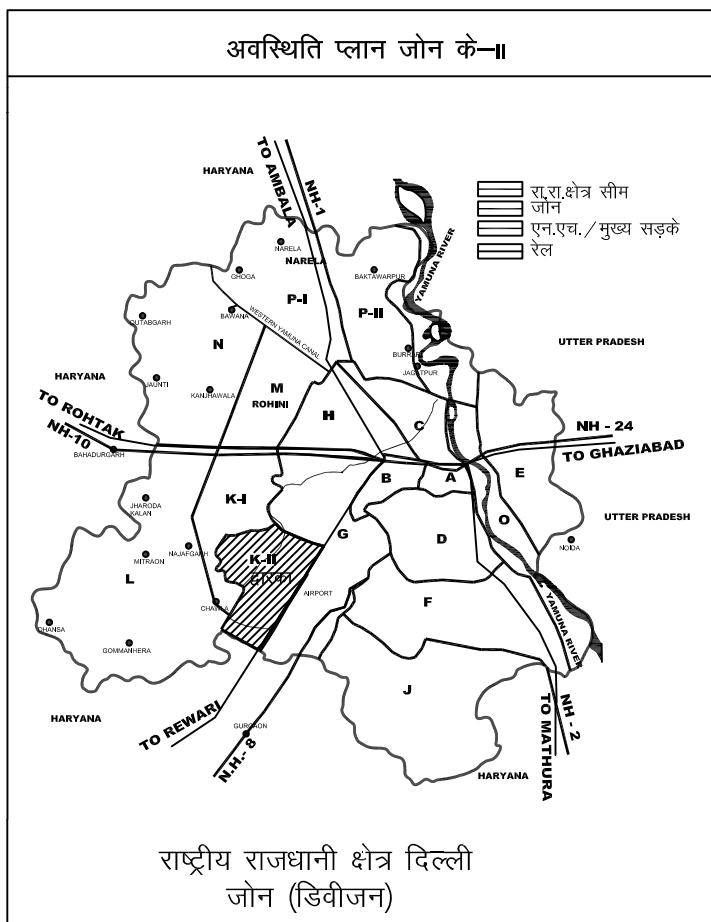 अवस्थिति प्लान जोन के–II
HARYANA
TO AMBALA
NH-1
रा.रा.क्षेत्र सीम
जोन
एन.एच./मुख्य सड़के
रेल
YAMUNA RIVER
NARELA
NARELA
GHOGA
BAKTAWARPUR
P-I
P-II
BAWANA
QUTABGARH
WESTERN YAMUNA CANAL
N
BURRARI
JAGATPUR
UTTER PRADESH
HARYANA
JAUNTI
KANJHAWALA
M
ROHINI
H
C
TO ROHTAK
NH-10
BAHADURGARH
NH - 24
TO GHAZIABAD
B
A
E
K-I
JHARODA
KALAN
O
UTTER PRADESH
G
D
NOIDA
NAJAFGARH
MITRAON
K-II
द्वारका
L
AIRPORT
CHAWLA
F
YAMUNA RIVER
DHANSA
GOMMANHERA
J
HARYANA
TO REWARI
GURGAON
N.H.- 8
NH - 2
TO MATHURA
HARYANA
राष्ट्रीय राजधानी क्षेत्र दिल्ली
जोन (डिवीजन)